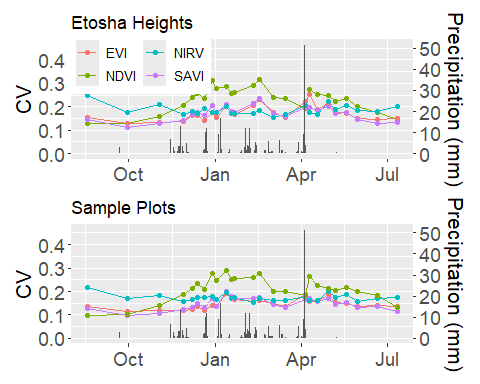 Etosha Heights
EVI NIRV
NDVI SAVI
CV
0.4
0.3
0.2
0.1
0.0
50
40
30
20
10
0
Precipitation (mm)
Oct Jan Apr Jul
Sample Plots
CV
0.4
0.3
0.2
0.1
0.0
50
40
30
20
10
0
Precipitation (mm)
Oct Jan Apr Jul